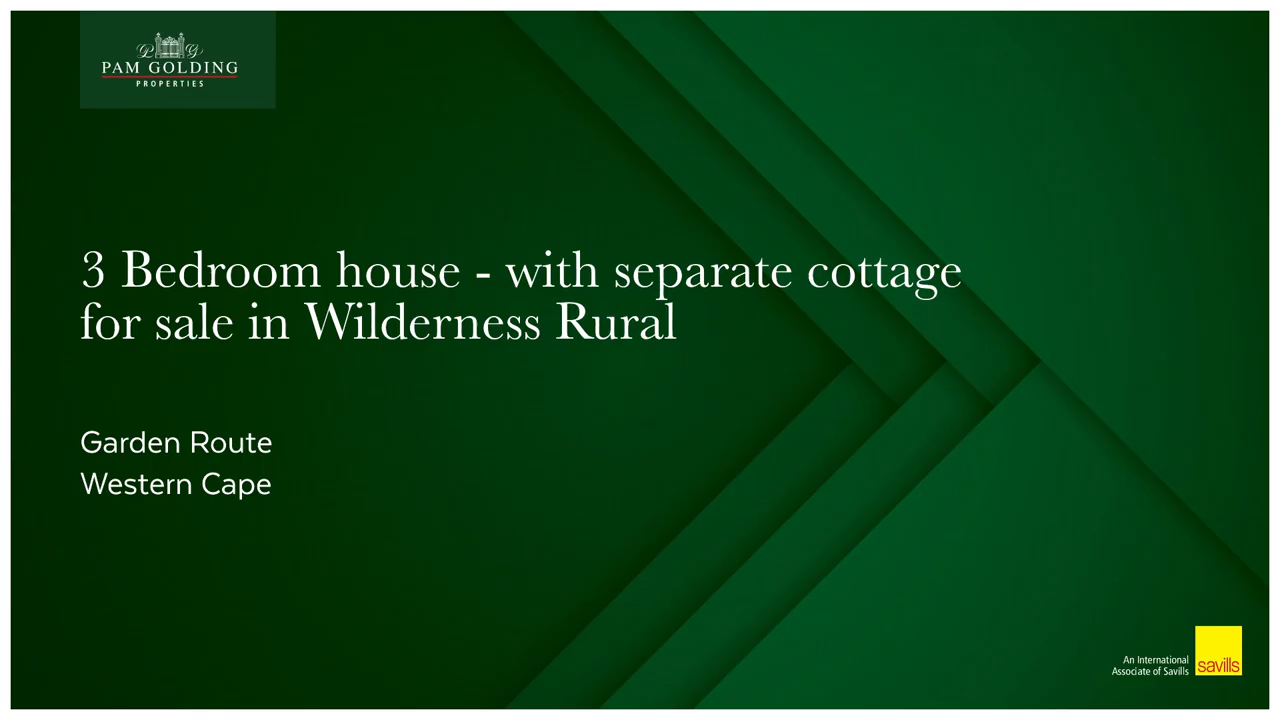 PAM GOLDING
PROPERTIES
3 Bedroom house - with separate cottage
for sale in Wilderness Rural
Garden Route
Western Cape
An International
Associate of Savills
savills